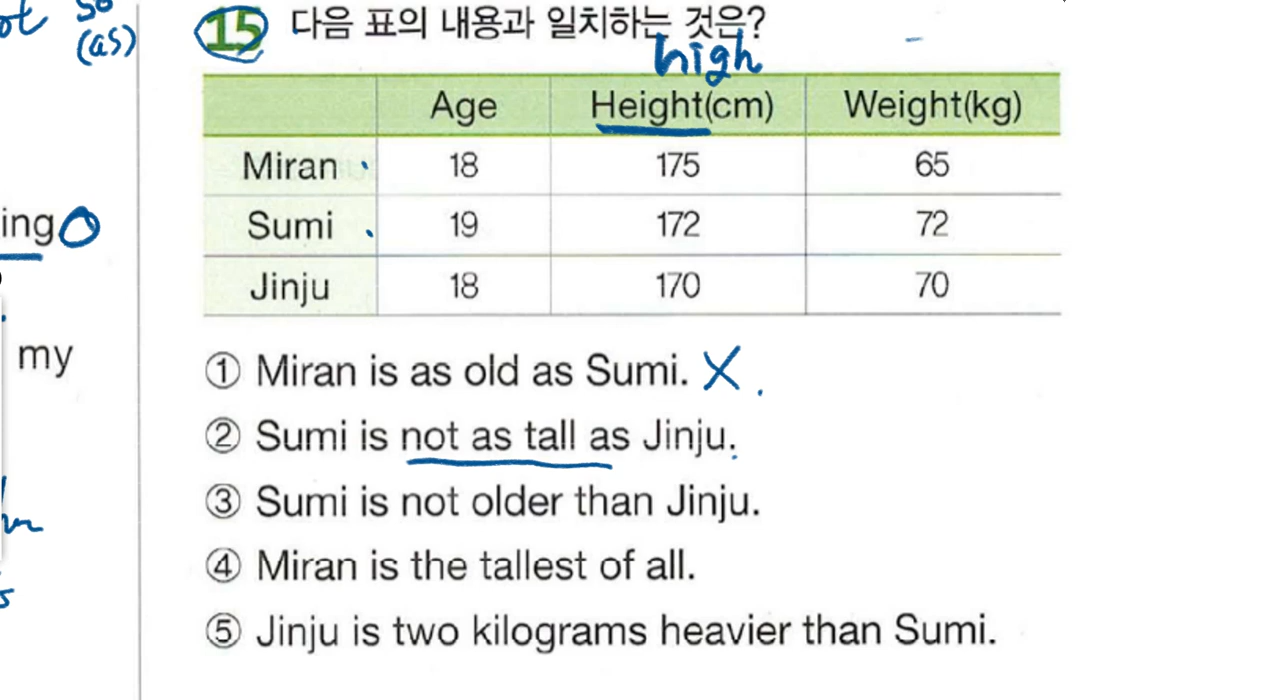 ot
so
(as)
15 다음 표의 내용과 일치하는 것은?
high
Age Height(cm) Weight(kg)
Miran 18 175 65
Sumi 19 172 72
Jinju 18 170 70
ing
my
① Miran is as old as Sumi. X
② Sumi is not as tall as Jinju.
③ Sumi is not older than Jinju.
④ Miran is the tallest of all.
⑤ Jinju is two kilograms heavier than Sumi.